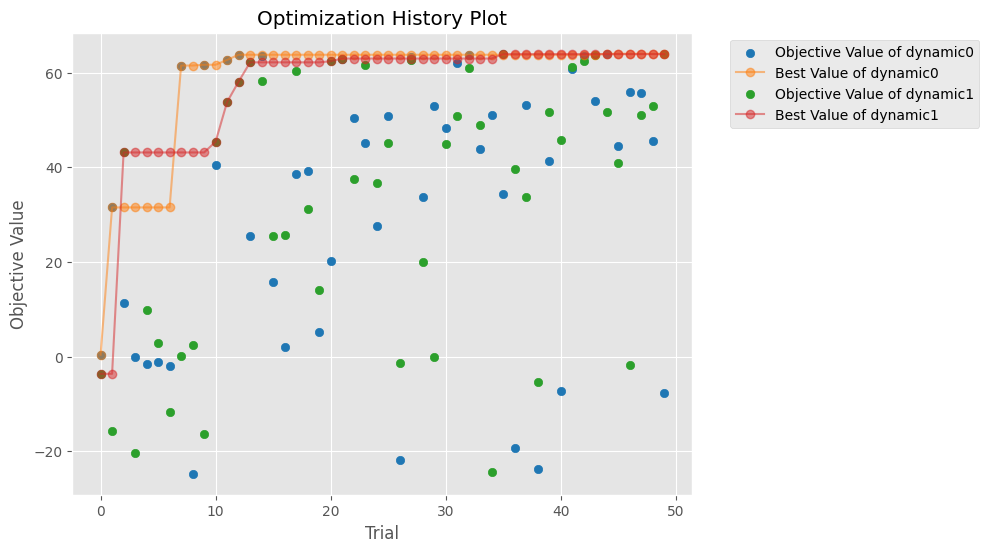 Optimization History Plot
Objective Value
60
40
20
0
−20
0 10 20 30 40 50
Trial
Objective Value of dynamic0
Best Value of dynamic0
Objective Value of dynamic1
Best Value of dynamic1